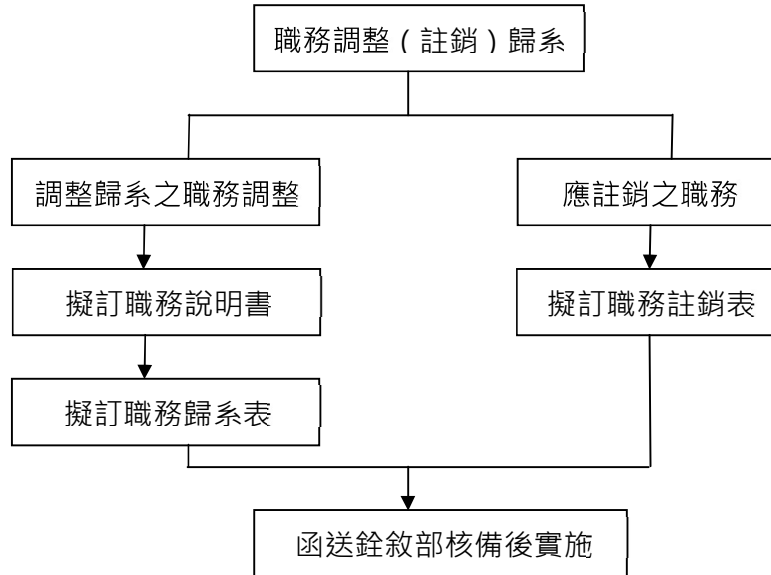 職務調整（註銷）歸系
調整歸系之職務調整
應註銷之職務
擬訂職務說明書
擬訂職務註銷表
擬訂職務歸系表
函送銓敘部核備後實施